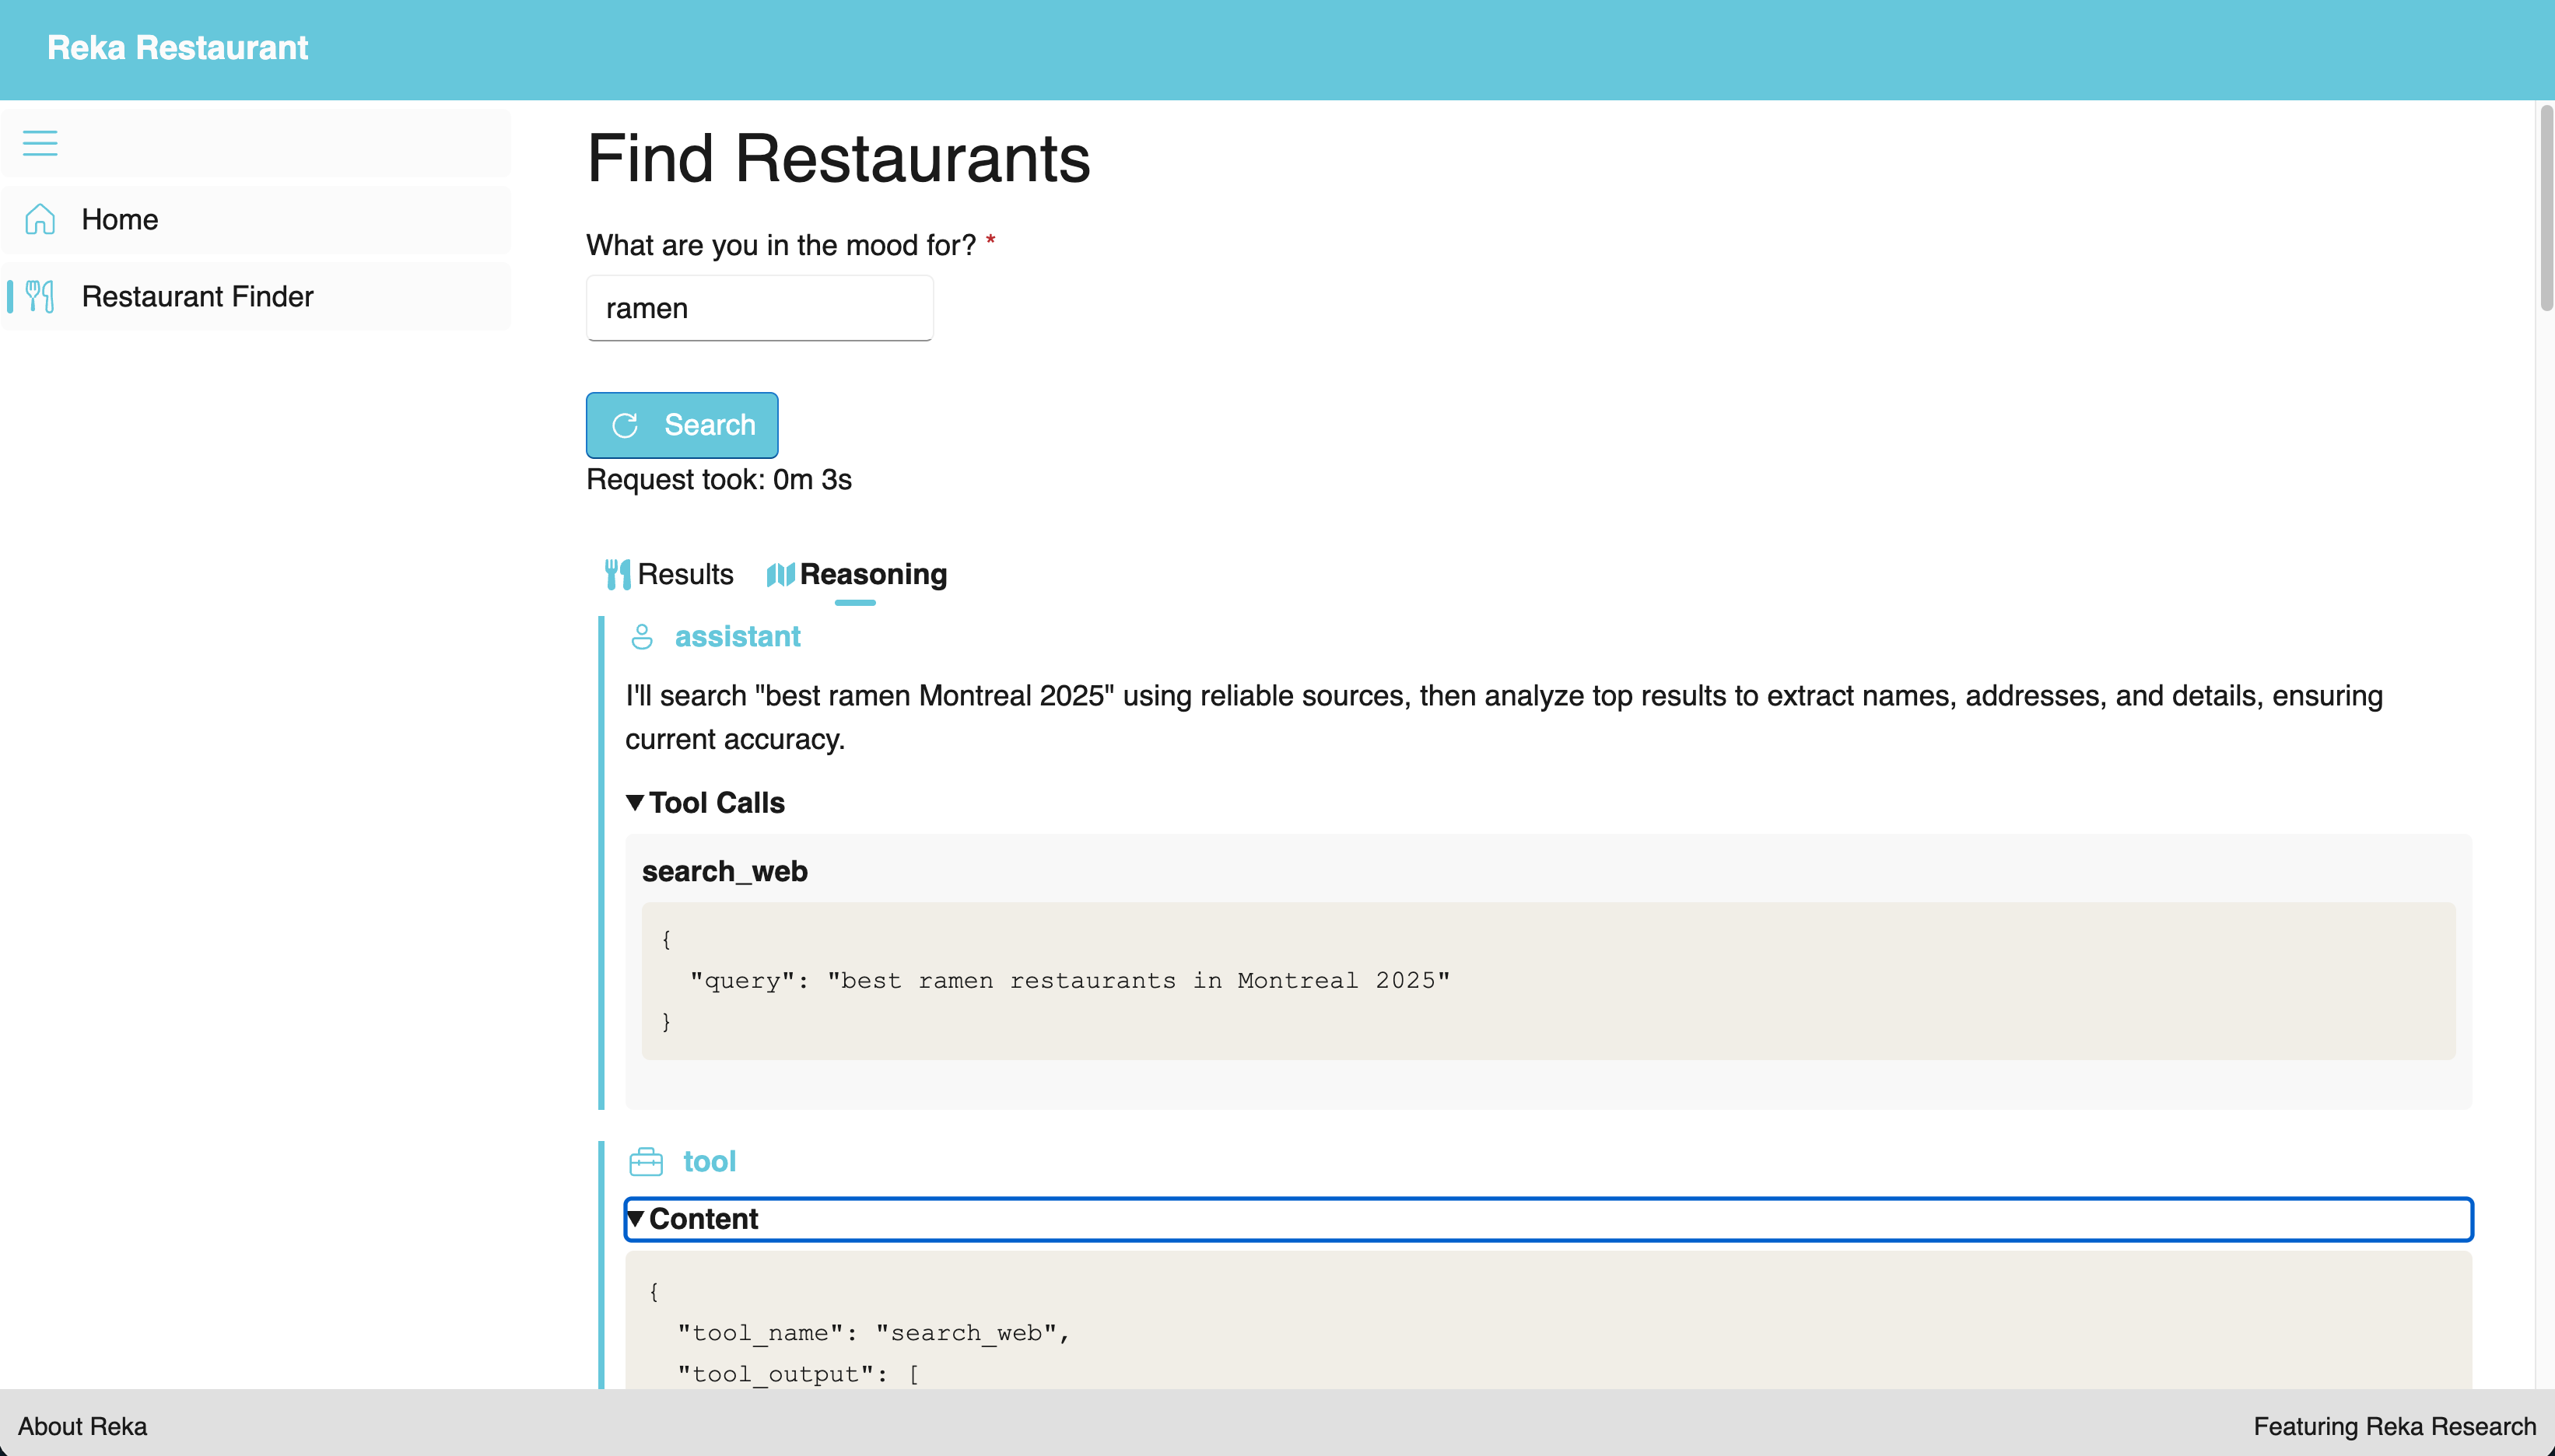 Reka Restaurant
Home
Restaurant Finder
Find Restaurants
What are you in the mood for? *
ramen
Search
Request took: 0m 3s
Results
Reasoning
assistant
I'll search "best ramen Montreal 2025" using reliable sources, then analyze top results to extract names, addresses, and details, ensuring
current accuracy.
Tool Calls
search_web
{
"query": "best ramen restaurants in Montreal 2025"
}
tool
Content
{
"tool_name": "search_web",
"tool_output": [
About Reka
Featuring Reka Research